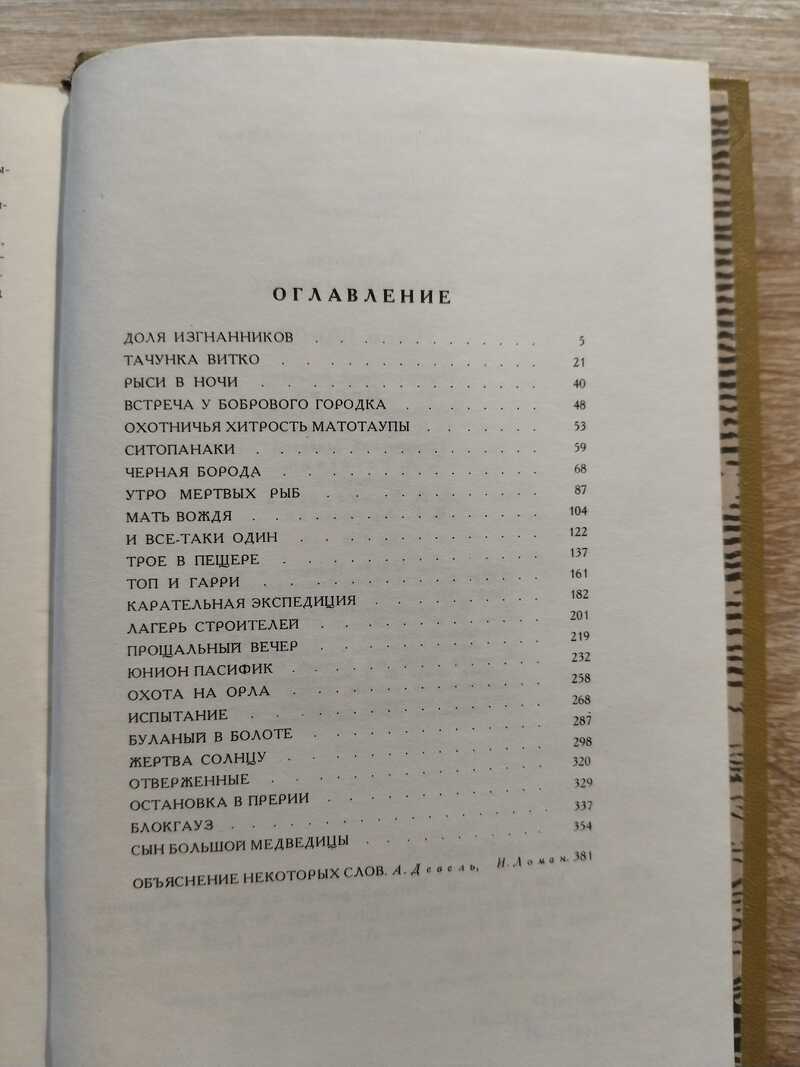 ОГЛАВЛЕНИЕ
ДОЛЯ ИЗГНАННИКОВ . . . . . . . . . . . 5
ТАЧУНКА ВИТКО . . . . . . . . . . . . 21
РЫСИ В НОЧИ . . . . . . . . . . . . . 40
ВСТРЕЧА У БОБРОВОГО ГОРОДКА . . . . . . . 48
ОХОТНИЧЬЯ ХИТРОСТЬ МАТОТАУПЫ . . . . . . 53
СИТОПАНАКИ . . . . . . . . . . . . . 59
ЧЕРНАЯ БОРОДА . . . . . . . . . . . . 68
УТРО МЕРТВЫХ РЫБ . . . . . . . . . . 87
МАТЬ ВОЖДЯ . . . . . . . . . . . . . 104
И ВСЕ-ТАКИ ОДИН . . . . . . . . . . . 122
ТРОЕ В ПЕЩЕРЕ . . . . . . . . . . . . 137
ТОП И ГАРРИ . . . . . . . . . . . . . 161
КАРАТЕЛЬНАЯ ЭКСПЕДИЦИЯ . . . . . . . . 182
ЛАГЕРЬ СТРОИТЕЛЕЙ . . . . . . . . . . 201
ПРОЩАЛЬНЫЙ ВЕЧЕР . . . . . . . . . . . 219
ЮНИОН ПАСИФИК . . . . . . . . . . . . 232
ОХОТА НА ОРЛА . . . . . . . . . . . . 258
ИСПЫТАНИЕ . . . . . . . . . . . . . 268
БУЛАНЫЙ В БОЛОТЕ . . . . . . . . . . . 287
ЖЕРТВА СОЛНЦУ . . . . . . . . . . . . 298
ОТВЕРЖЕННЫЕ . . . . . . . . . . . . . 320
ОСТАНОВКА В ПРЕРИИ . . . . . . . . . . 329
БЛОКГАУЗ . . . . . . . . . . . . . . 337
СЫН БОЛЬШОЙ МЕДВЕДИЦЫ . . . . . . . . 354
ОБЪЯСНЕНИЕ НЕКОТОРЫХ СЛОВ. А. Девель, Н. Ломан. 381